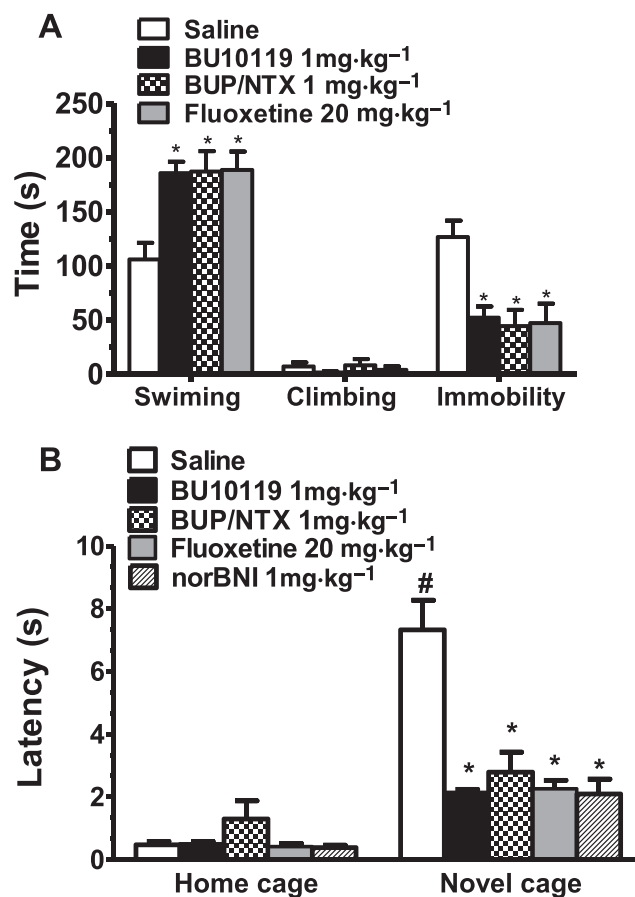 A
Saline
BU10119 1mg·kg⁻¹
BUP/NTX 1 mg·kg⁻¹
Fluoxetine 20 mg·kg⁻¹
Time (s)
250
200
150
100
50
0
* * *
* * *
Swiming Climbing Immobility
B
Saline
BU10119 1mg·kg⁻¹
BUP/NTX 1mg·kg⁻¹
Fluoxetine 20 mg·kg⁻¹
norBNI 1mg·kg⁻¹
Latency (s)
10
8
6
4
2
0
#
* * * *
Home cage Novel cage